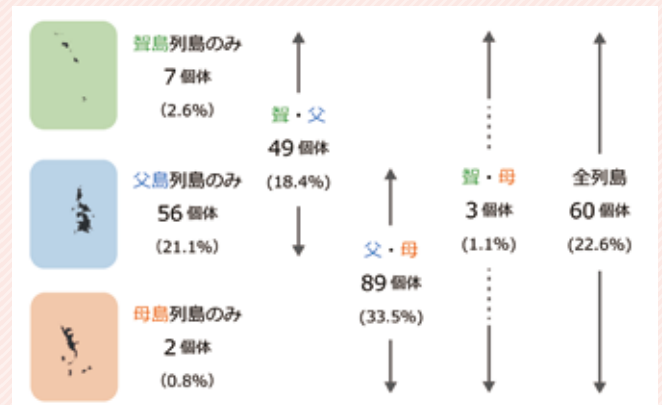 聟島列島のみ
7 個体
(2.6%)
父島列島のみ
56 個体
(21.1%)
母島列島のみ
2 個体
(0.8%)
聟・父
49 個体
(18.4%)
父・母
89 個体
(33.5%)
聟・母
3 個体
(1.1%)
全列島
60 個体
(22.6%)